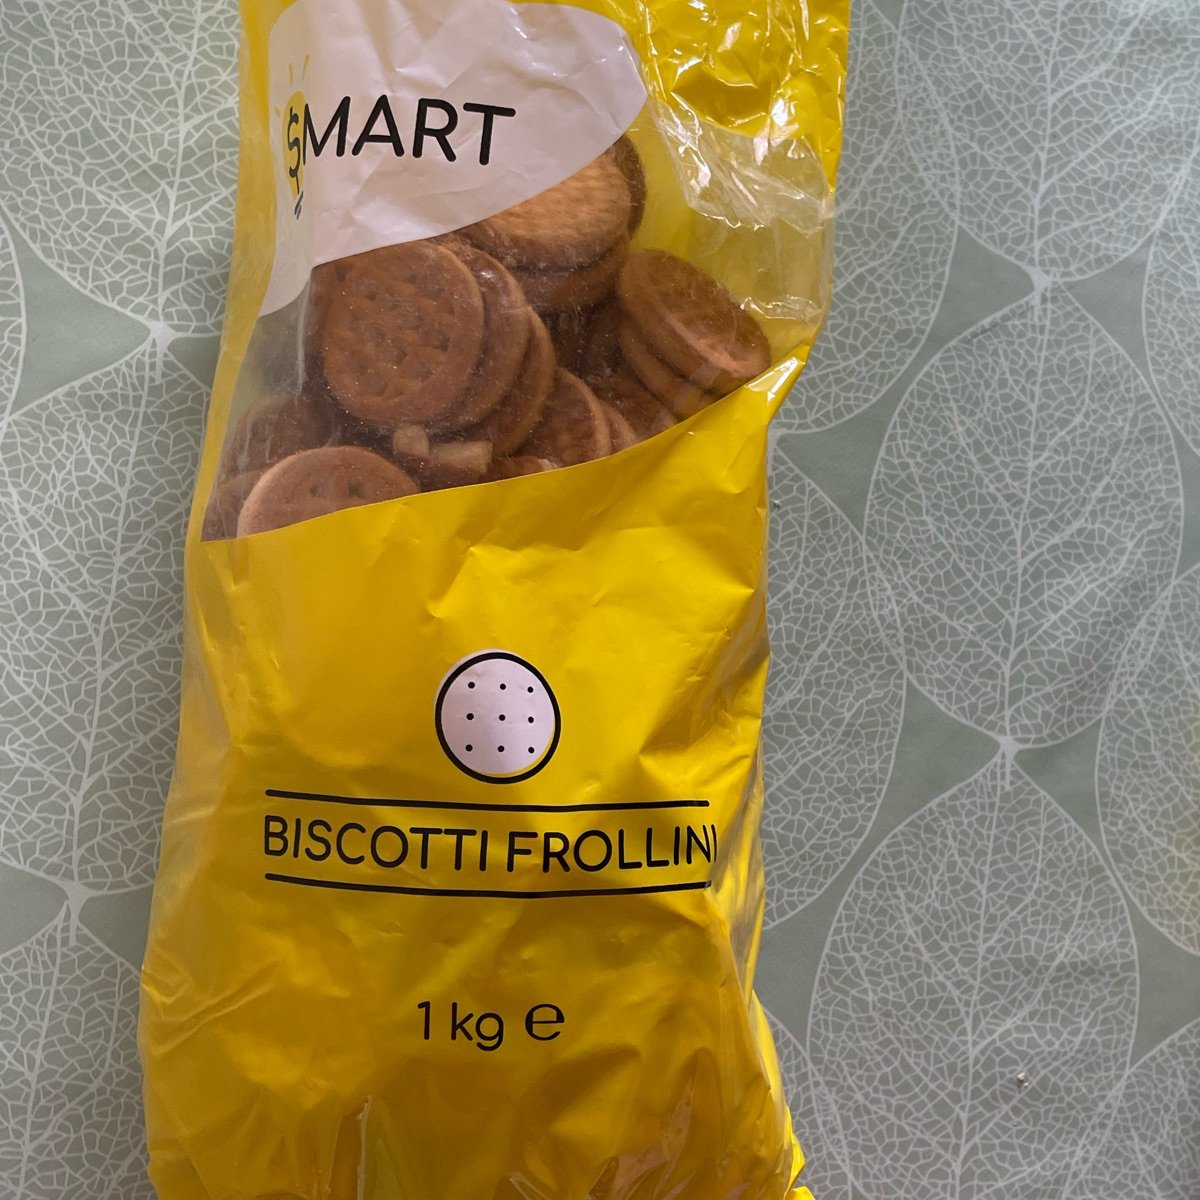 SMART
BISCOTTI FROLLINI
1 kg ℮